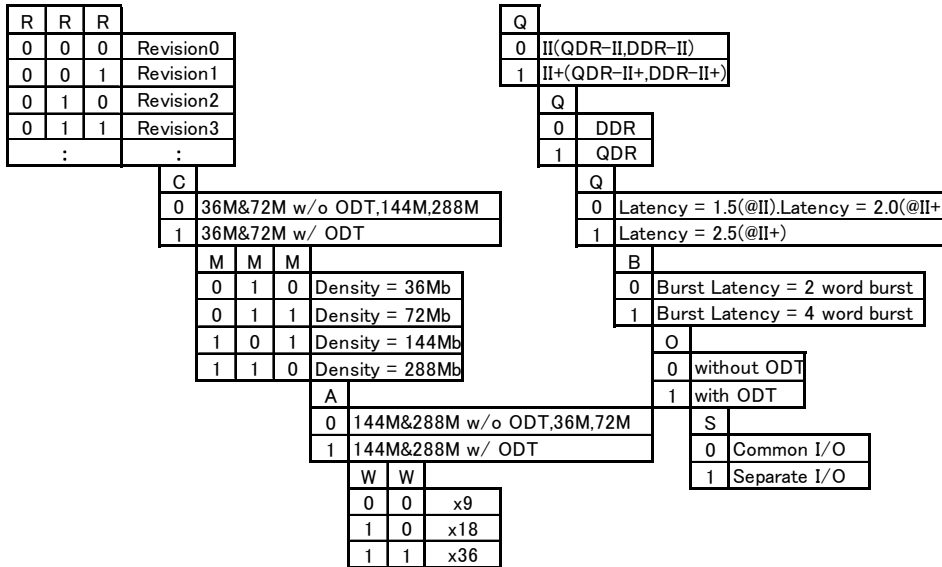 R R R
0 0 0 Revision0
0 0 1 Revision1
0 1 0 Revision2
0 1 1 Revision3
: :
C
0 36M&72M w/o ODT,144M,288M
1 36M&72M w/ ODT
M M M
0 1 0 Density = 36Mb
0 1 1 Density = 72Mb
1 0 1 Density = 144Mb
1 1 0 Density = 288Mb
A
0 144M&288M w/o ODT,36M,72M
1 144M&288M w/ ODT
W W
0 0 x9
1 0 x18
1 1 x36
Q
0 II(QDR-II,DDR-II)
1 II+(QDR-II+,DDR-II+)
Q
0 DDR
1 QDR
Q
0 Latency = 1.5(@II).Latency = 2.0(@II+
1 Latency = 2.5(@II+)
B
0 Burst Latency = 2 word burst
1 Burst Latency = 4 word burst
O
0 without ODT
1 with ODT
S
0 Common I/O
1 Separate I/O